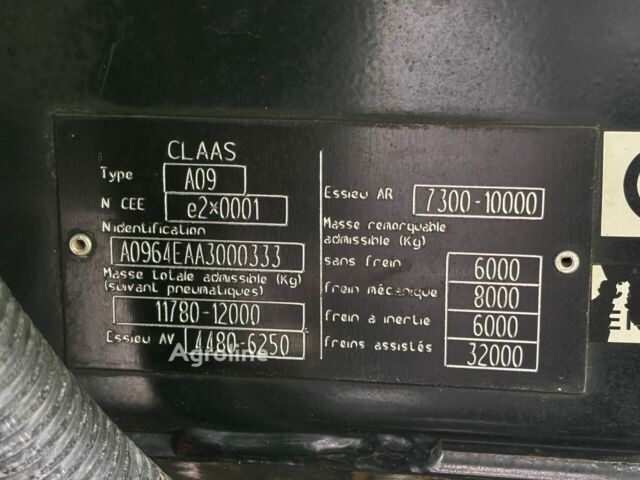 CLAAS
Type A09
N CEE e2*0001
N identification
A0964EAA3000333
Masse totale admissible (Kg)
(suivant pneumatiques)
11780-12000
Essieu AV 4480-6250
Essieu AR 7300-10000
Masse remorquable
admissible (Kg)
sans frein 6000
frein mécanique 8000
frein a inertie 6000
freins assistés 32000
Agroline